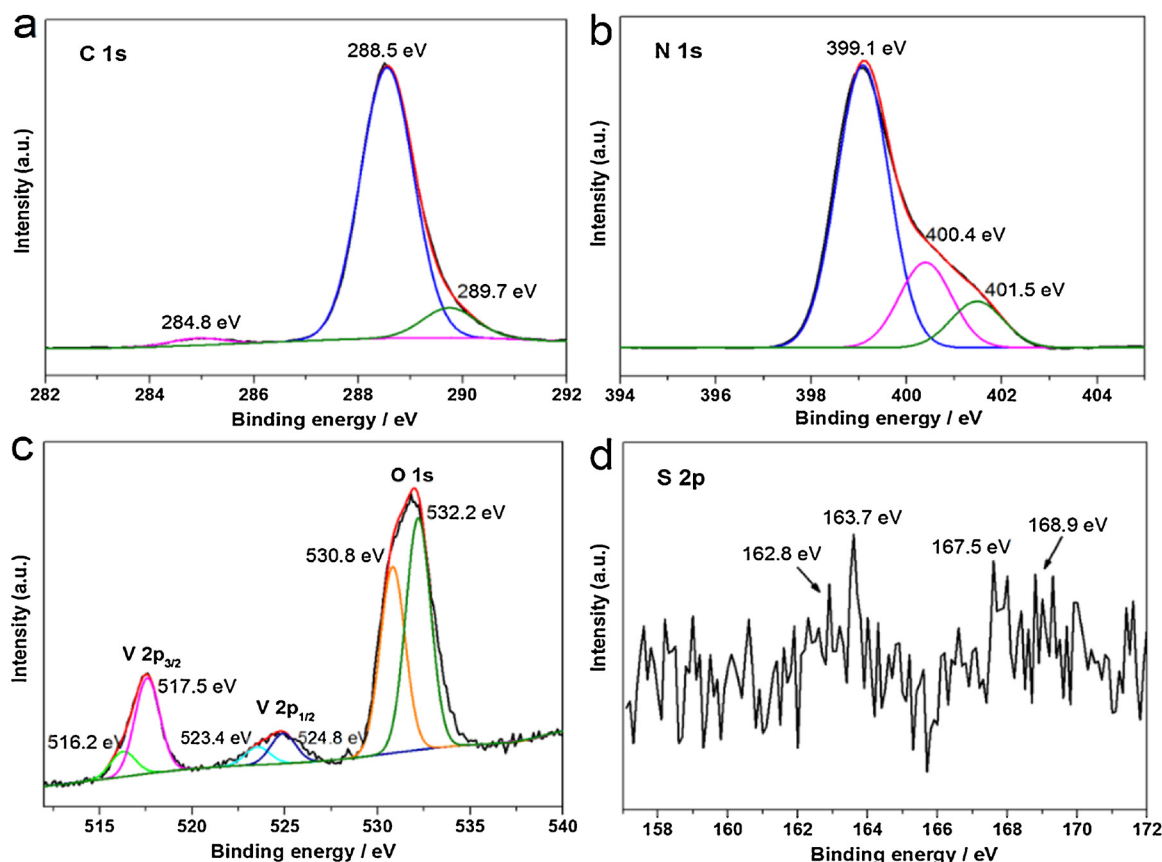 a
C 1s
288.5 eV
289.7 eV
284.8 eV
Intensity (a.u.)
282 284 286 288 290 292
Binding energy / eV
b
N 1s
399.1 eV
400.4 eV
401.5 eV
Intensity (a.u.)
394 396 398 400 402 404
Binding energy / eV
c
O 1s
532.2 eV
530.8 eV
V 2p3/2
517.5 eV
V 2p1/2
516.2 eV
523.4 eV
524.8 eV
Intensity (a.u.)
515 520 525 530 535 540
Binding energy / eV
d
S 2p
163.7 eV
168.9 eV
162.8 eV
167.5 eV
Intensity (a.u.)
158 160 162 164 166 168 170 172
Binding energy / eV